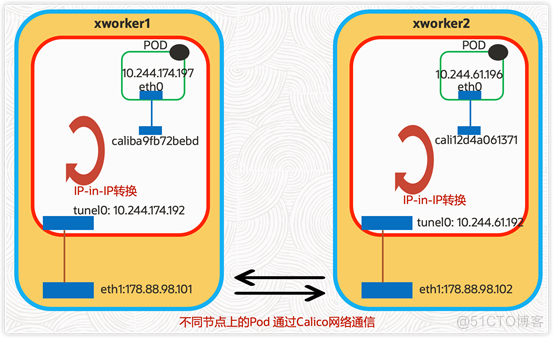 xworker1
POD
10.244.174.197
eth0
caliba9fb72bebd
IP-in-IP转换
tunel0: 10.244.174.192
eth1:178.88.98.101
xworker2
POD
10.244.61.196
eth0
cali12d4a061371
IP-in-IP转换
tunel0: 10.244.61.192
eth1:178.88.98.102
不同节点上的Pod 通过Calico网络通信
@51CTO博客